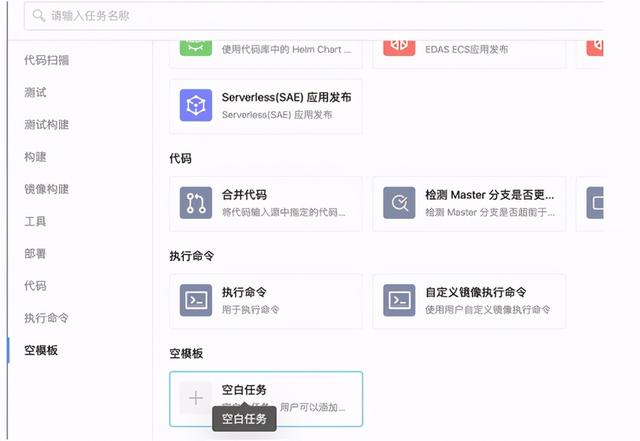 请输入任务名称
代码扫描
测试
测试构建
构建
镜像构建
工具
部署
代码
执行命令
空模板
使用代码库中的 Helm Chart ...
EDAS ECS应用发布
Serverless(SAE) 应用发布
Serverless(SAE) 应用发布
代码
合并代码
将代码输入源中指定的代码...
检测 Master 分支是否更...
检测 Master 分支是否超前于...
执行命令
执行命令
用于执行命令
自定义镜像执行命令
使用用户自定义镜像执行命令
空模板
空白任务
用户可以添加...
空白任务